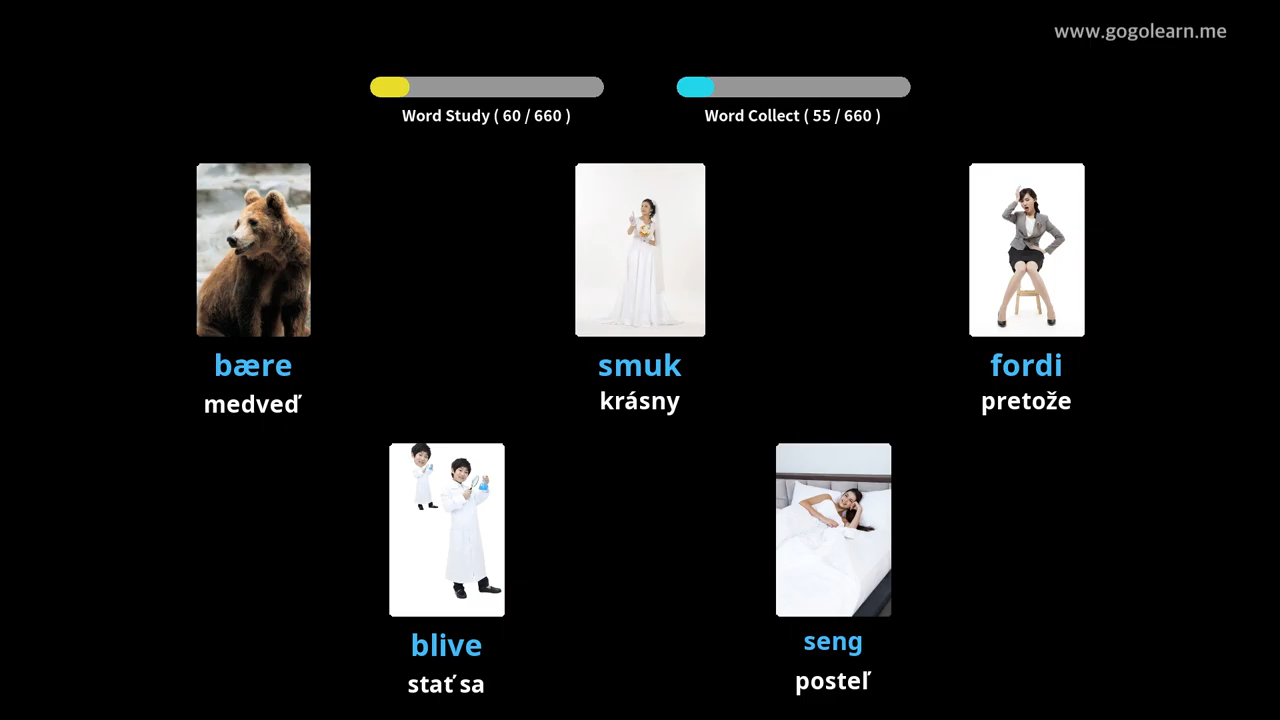 www.gogolearn.me
Word Study ( 60 / 660 )
Word Collect ( 55 / 660 )
bære
medveď
smuk
krásny
fordi
pretože
blive
stať sa
seng
posteľ